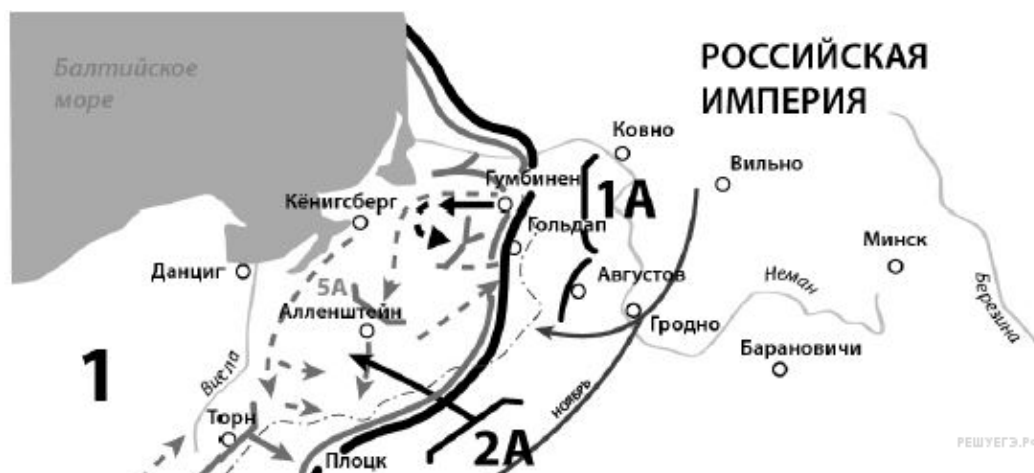 Балтийское
море
РОССИЙСКАЯ
ИМПЕРИЯ
Ковно
Вильно
Гумбинен
1А
Кёнигсберг
Гольдап
Минск
Данциг
Августов
Неман
5А
Березина
Алленштейн
Гродно
Барановичи
1
Висла
НОЯБРЬ
Торн
2А
Плоцк
РЕШУЕГЭ.РФ